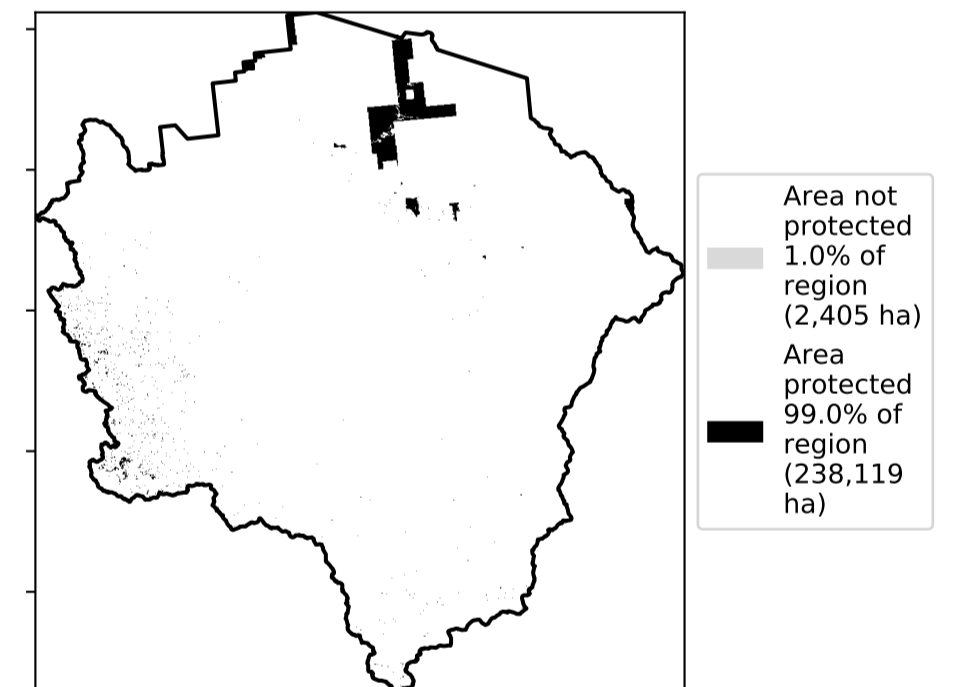 Area not
protected
1.0% of
region
(2,405 ha)
Area
protected
99.0% of
region
(238,119
ha)